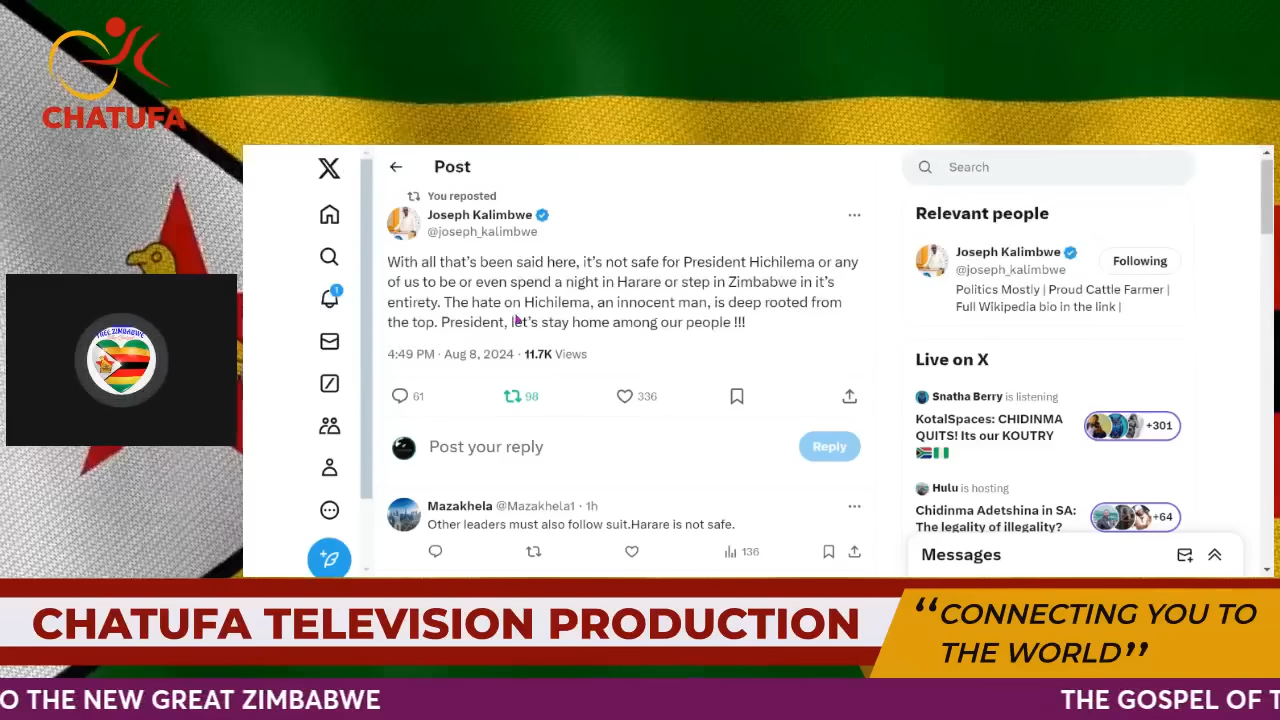 CHATUFA
FREE ZIMBABWE
Post
Search
You reposted
Joseph Kalimbwe
@joseph_kalimbwe
With all that's been said here, it's not safe for President Hichilema or any
of us to be or even spend a night in Harare or step in Zimbabwe in it's
entirety. The hate on Hichilema, an innocent man, is deep rooted from
the top. President, let's stay home among our people !!!
4:49 PM · Aug 8, 2024 · 11.7K Views
61
98
336
Post your reply
Reply
Mazakhela @Mazakhela1 · 1h
Other leaders must also follow suit.Harare is not safe.
136
1
Relevant people
Joseph Kalimbwe
@joseph_kalimbwe
Following
Politics Mostly | Proud Cattle Farmer |
Full Wikipedia bio in the link |
Live on X
Snatha Berry is listening
KotalSpaces: CHIDINMA
QUITS! Its our KOUTRY
+301
Hulu is hosting
Chidinma Adetshina in SA:
The legality of illegality?
+64
Messages
CHATUFA TELEVISION PRODUCTION
“CONNECTING YOU TO
THE WORLD”
O THE NEW GREAT ZIMBABWE
THE GOSPEL OF T